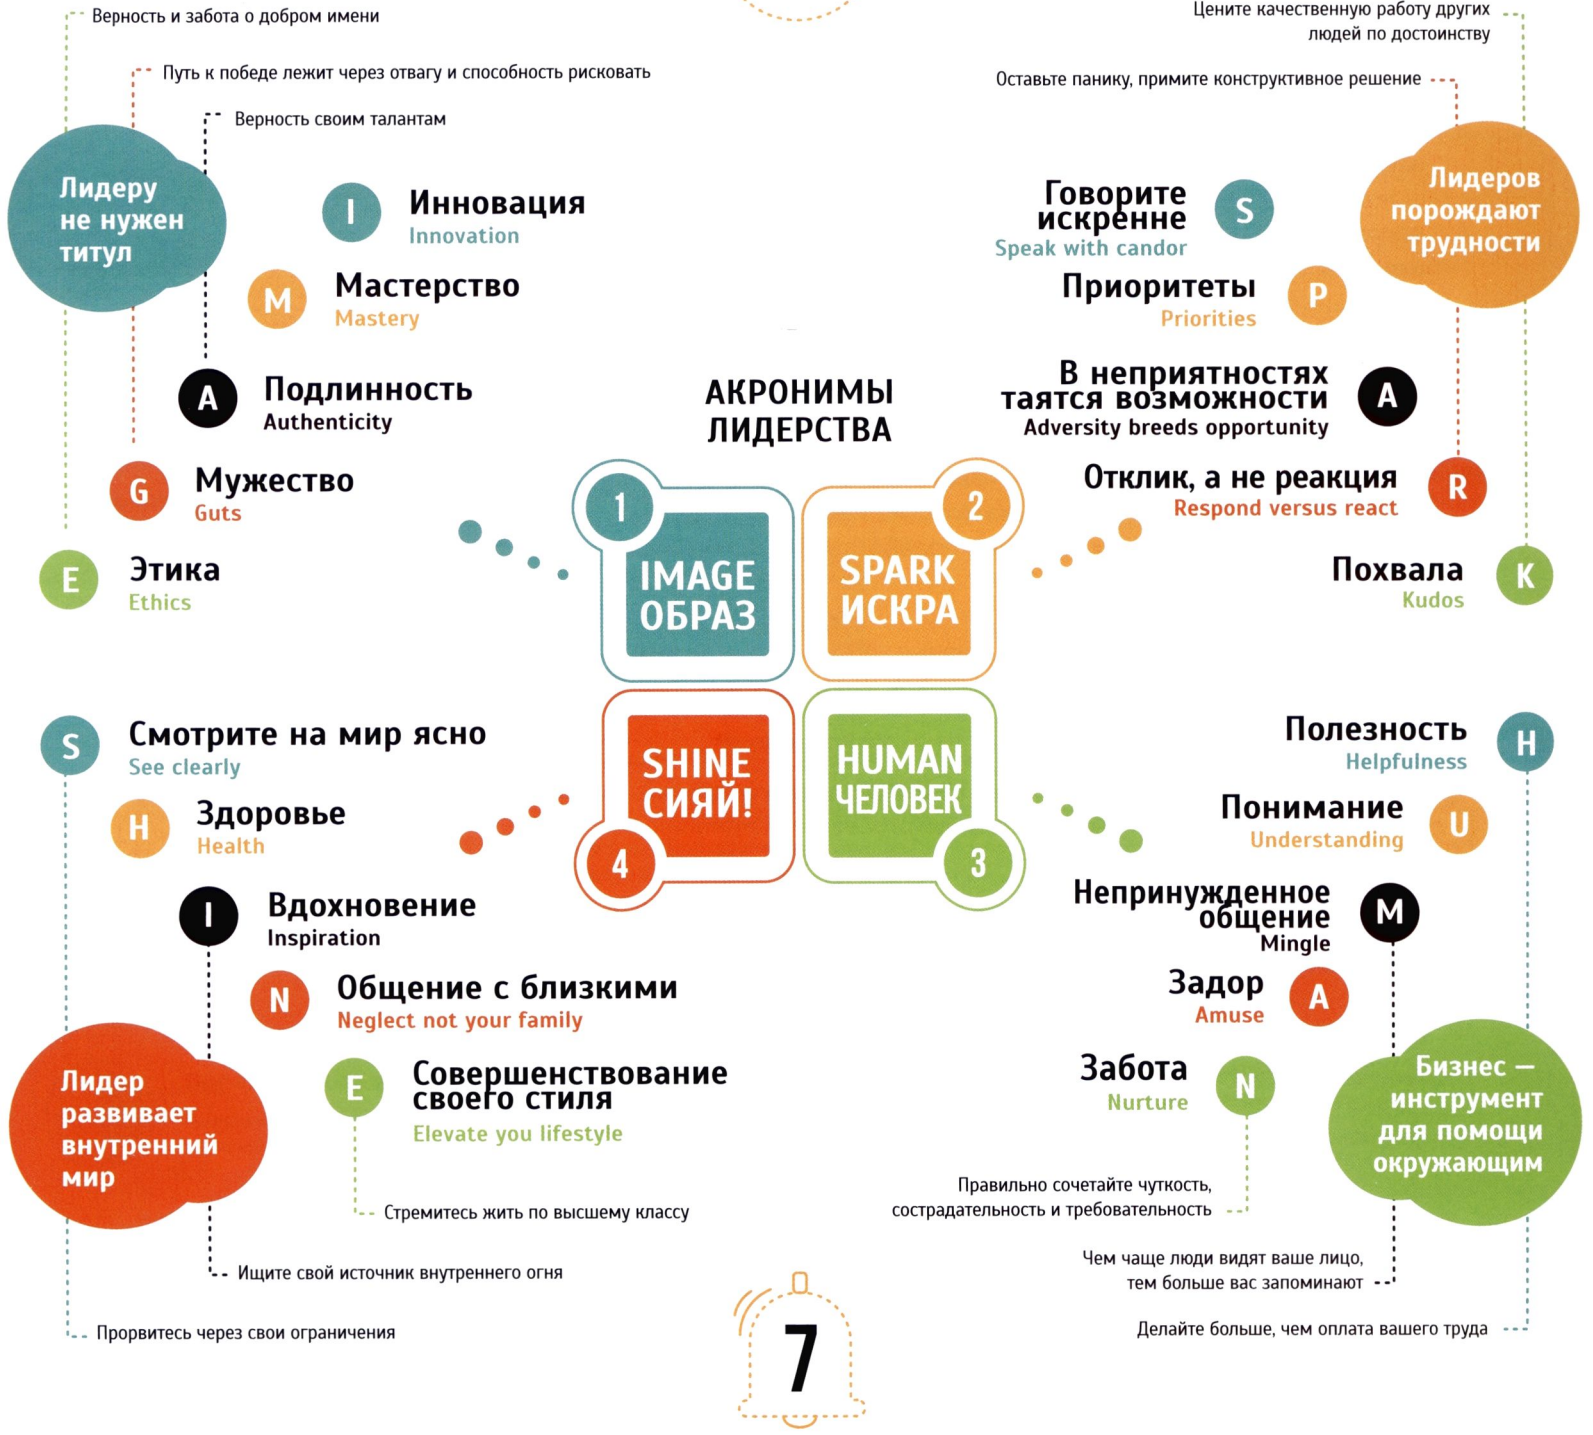 Верность и забота о добром имени
Путь к победе лежит через отвагу и способность рисковать
Верность своим талантам
Лидеру
не нужен
титул
I
Инновация
Innovation
M
Мастерство
Mastery
A
Подлинность
Authenticity
G
Мужество
Guts
E
Этика
Ethics
Цените качественную работу других
людей по достоинству
Оставьте панику, примите конструктивное решение
Лидеров
порождают
трудности
Говорите
искренне
Speak with candor
S
Приоритеты
Priorities
P
В неприятностях
таятся возможности
Adversity breeds opportunity
A
Отклик, а не реакция
Respond versus react
R
Похвала
Kudos
K
АКРОНИМЫ
ЛИДЕРСТВА
1
IMAGE
ОБРАЗ
2
SPARK
ИСКРА
SHINE
СИЯЙ!
4
HUMAN
ЧЕЛОВЕК
3
S
Смотрите на мир ясно
See clearly
H
Здоровье
Health
I
Вдохновение
Inspiration
N
Общение с близкими
Neglect not your family
E
Совершенствование
своего стиля
Elevate you lifestyle
Лидер
развивает
внутренний
мир
Стремитесь жить по высшему классу
Ищите свой источник внутреннего огня
Прорвитесь через свои ограничения
Полезность
Helpfulness
H
Понимание
Understanding
U
Непринужденное
общение
Mingle
M
Задор
Amuse
A
Забота
Nurture
N
Бизнес —
инструмент
для помощи
окружающим
Правильно сочетайте чуткость,
сострадательность и требовательность
Чем чаще люди видят ваше лицо,
тем больше вас запоминают
Делайте больше, чем оплата вашего труда
7